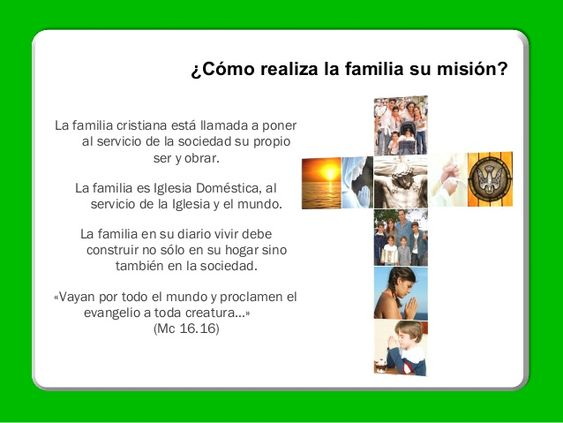 ¿Cómo realiza la familia su misión?
La familia cristiana está llamada a poner
al servicio de la sociedad su propio
ser y obrar.
La familia es Iglesia Doméstica, al
servicio de la Iglesia y el mundo.
La familia en su diario vivir debe
construir no sólo en su hogar sino
también en la sociedad.
«Vayan por todo el mundo y proclamen el
evangelio a toda creatura...»
(Mc 16.16)